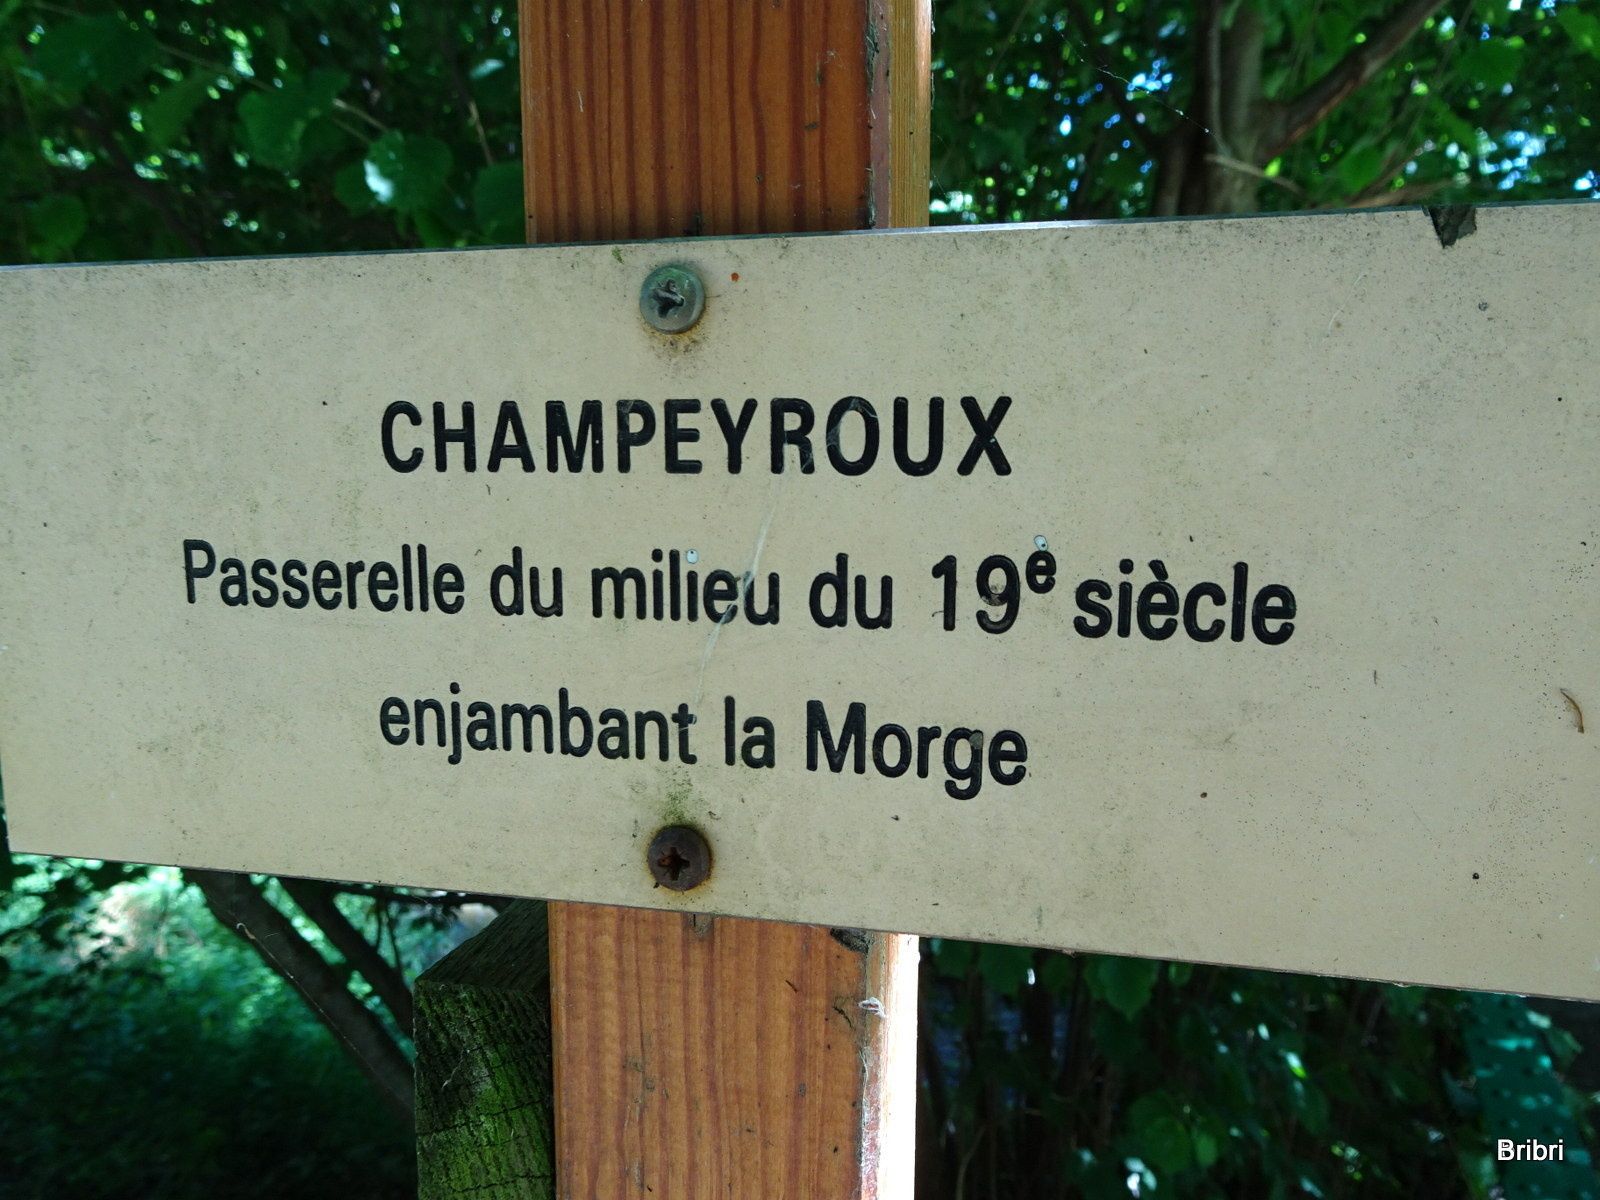 CHAMPEYROUX
Passerelle du milieu du 19e siècle
enjambant la Morge
Bribri